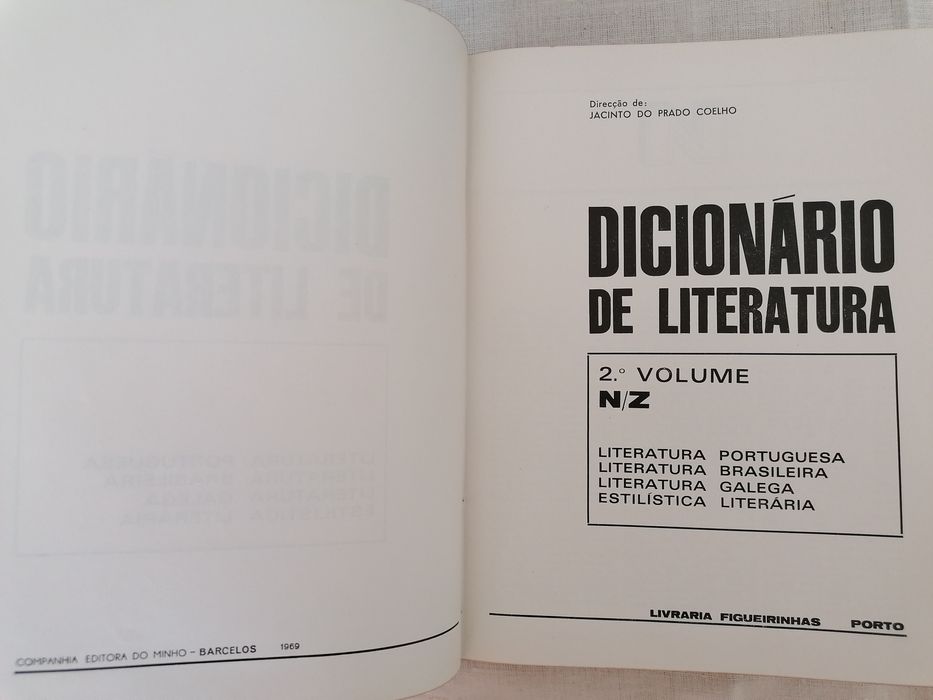 COMPANHIA EDITORA DO MINHO - BARCELOS 1969
Direcção de:
JACINTO DO PRADO COELHO
DICIONÁRIO
DE LITERATURA
2.º VOLUME
N/Z
LITERATURA PORTUGUESA
LITERATURA BRASILEIRA
LITERATURA GALEGA
ESTILÍSTICA LITERÁRIA
LIVRARIA FIGUEIRINHAS PORTO